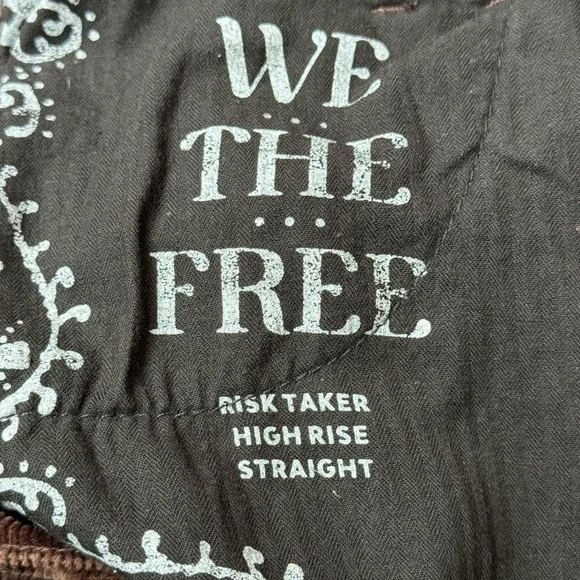 WE
THE
FREE
RISK TAKER
HIGH RISE
STRAIGHT